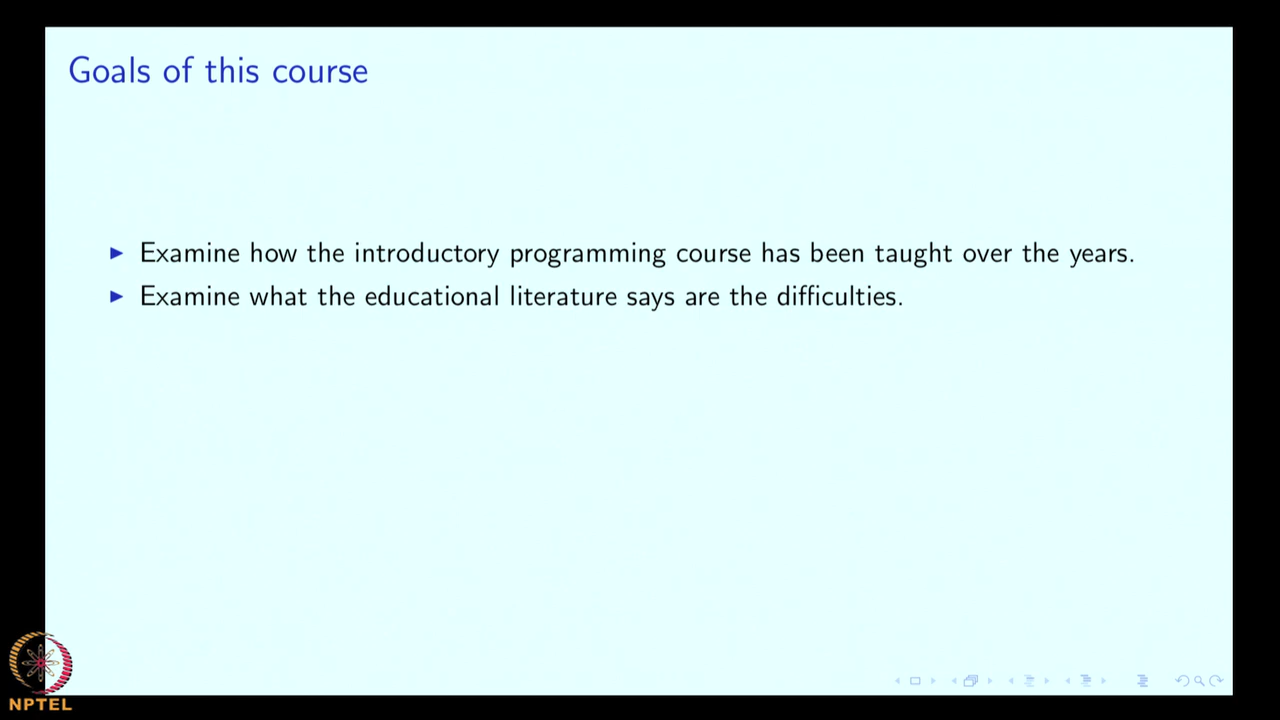 Goals of this course
▶ Examine how the introductory programming course has been taught over the years.
▶ Examine what the educational literature says are the difficulties.
NPTEL